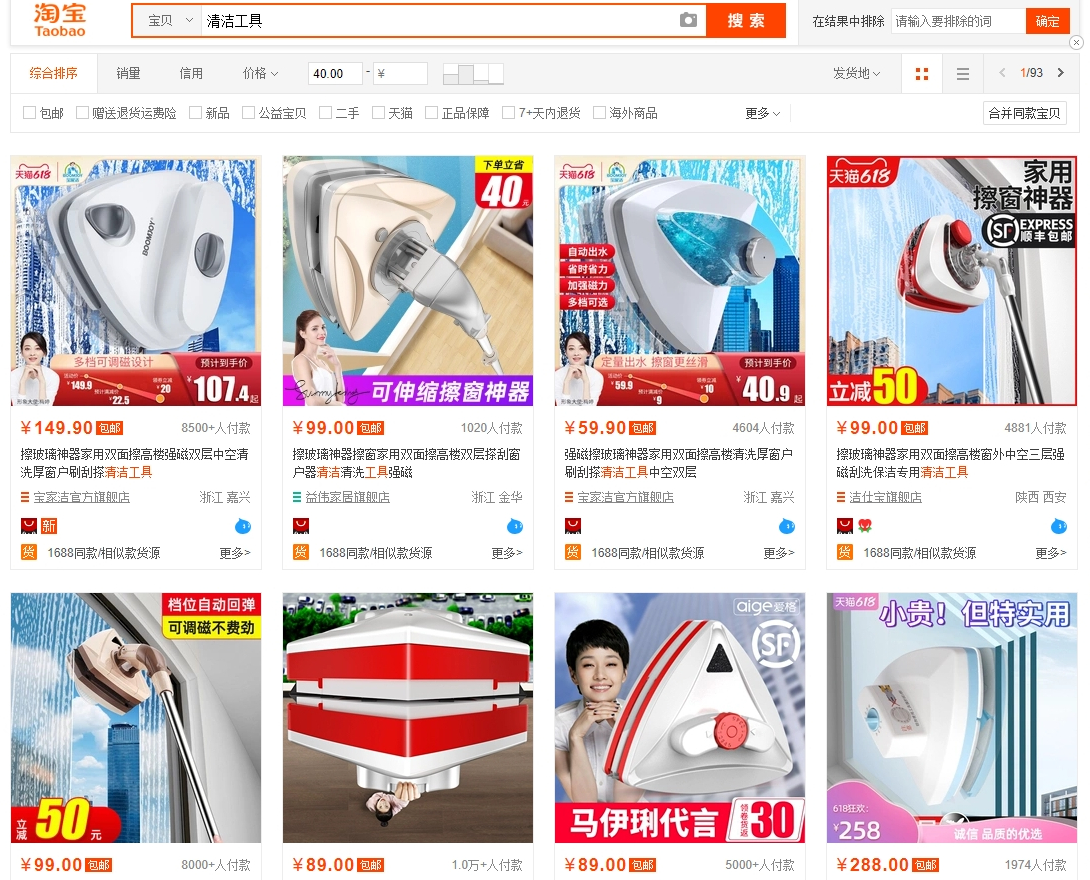 淘宝
Taobao
宝贝
清洁工具
搜 索
在结果中排除
请输入要排除的词
确定
综合排序
销量
信用
价格
40.00
-
¥
发货地
1/93
包邮
赠送退货运费险
新品
公益宝贝
二手
天猫
正品保障
7+天内退货
海外商品
更多
合并同款宝贝
天猫618
BOOMJOY
多档可调磁设计
预计到手价
¥149.9
20
22.5
¥107.4起
¥149.90 包邮
8500+人付款
擦玻璃神器家用双面擦高楼强磁双层中空清
洗厚窗户刷刮搽清洁工具
宝家洁官方旗舰店
浙江 嘉兴
新
货
1688同款/相似款货源
更多>
下单立省
40元
可伸缩擦窗神器
¥99.00 包邮
1020人付款
擦玻璃神器擦窗家用双面擦高楼双层搽刮窗
户器清洁清洗工具强磁
益伟家居旗舰店
浙江 金华
货
1688同款/相似款货源
更多>
天猫618
自动出水
省时省力
加强磁力
多档可选
定量出水 擦窗更丝滑
预计到手价
¥59.9
10
9
¥40.9起
¥59.90 包邮
4604人付款
强磁擦玻璃神器家用双面擦高楼清洗厚窗户
刷刮搽清洁工具中空双层
宝家洁官方旗舰店
浙江 嘉兴
货
1688同款/相似款货源
更多>
天猫618
家用
擦窗神器
SF EXPRESS
顺丰包邮
立减50
¥99.00 包邮
4881人付款
擦玻璃神器家用双面擦高楼窗外中空三层强
磁刮洗保洁专用清洁工具
洁仕宝旗舰店
陕西 西安
货
1688同款/相似款货源
更多>
档位自动回弹
可调磁不费劲
立减50元
¥99.00 包邮
8000+人付款
¥89.00 包邮
1.0万+人付款
aige爱格
SF
马伊琍代言
领卷货返30
¥89.00 包邮
5000+人付款
天猫618
小贵！但特实用
618狂欢：
¥258
诚信 品质的优选
¥288.00 包邮
1974人付款